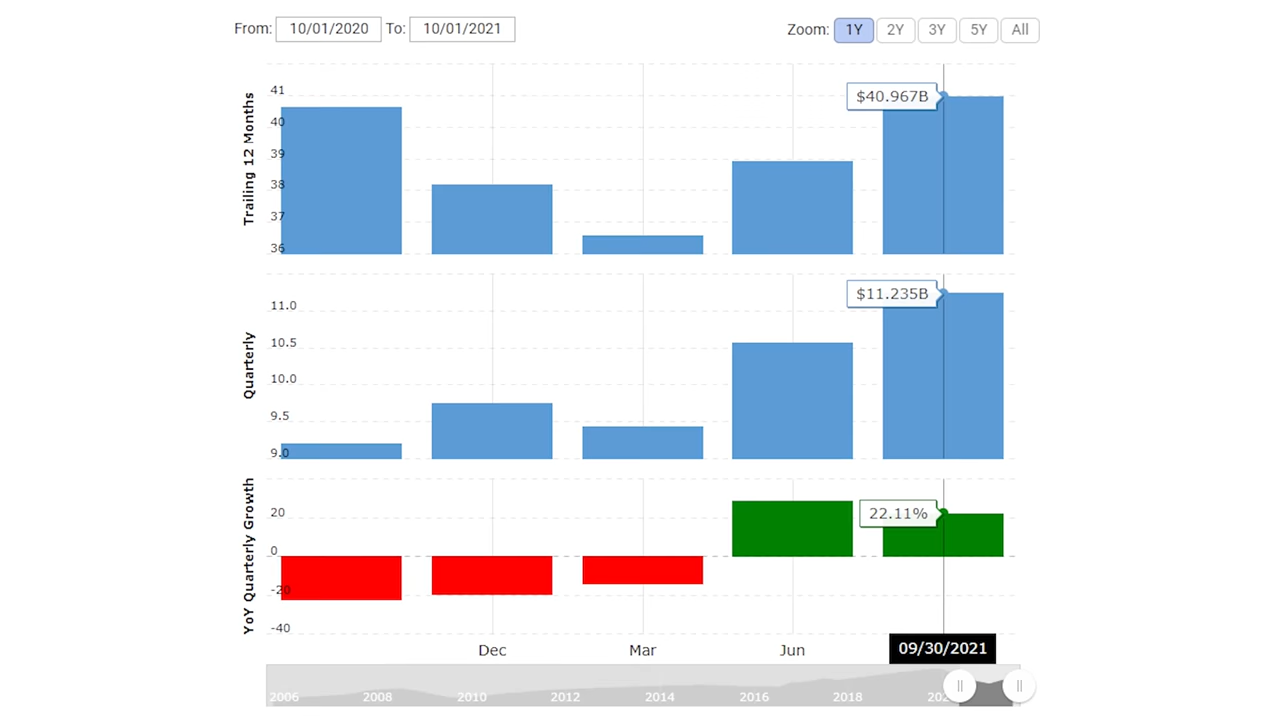 From: 10/01/2020 To: 10/01/2021 Zoom: 1Y 2Y 3Y 5Y All
Trailing 12 Months
41
40
39
38
37
36
$40.967B
Quarterly
11.0
10.5
10.0
9.5
9.0
$11.235B
YoY Quarterly Growth
20
0
-20
-40
22.11%
Dec Mar Jun 09/30/2021
2006 2008 2010 2012 2014 2016 2018